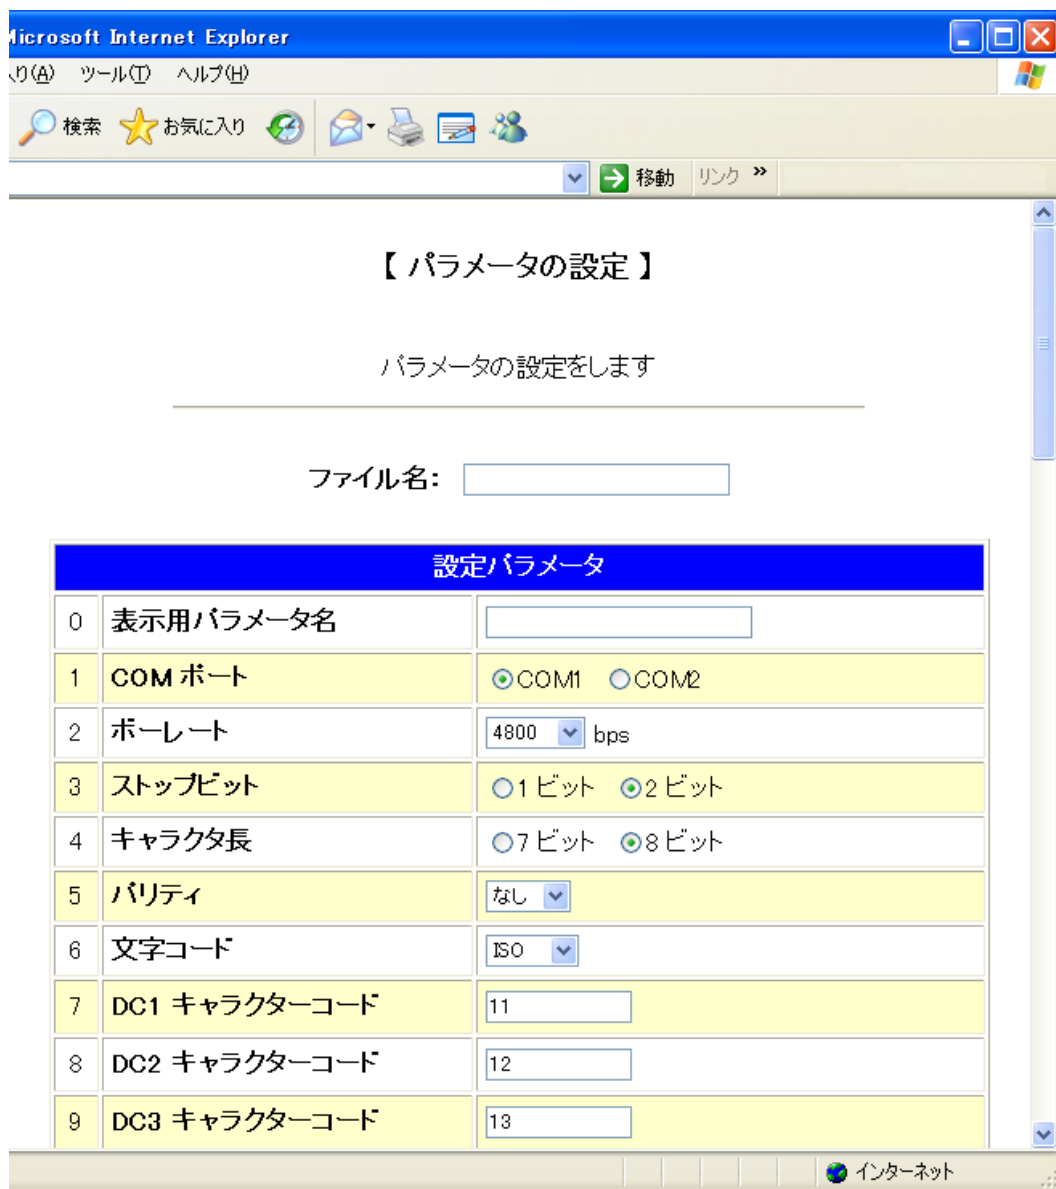 Microsoft Internet Explorer
入り(A) ツール(T) ヘルプ(H)
検索 お気に入り
移動 リンク »
【 パラメータの設定 】
パラメータの設定をします
ファイル名:
設定パラメータ
0 表示用パラメータ名
1 COM ポート COM1 COM2
2 ボーレート 4800 bps
3 ストップビット 1 ビット 2 ビット
4 キャラクタ長 7 ビット 8 ビット
5 パリティ なし
6 文字コード ISO
7 DC1 キャラクターコード 11
8 DC2 キャラクターコード 12
9 DC3 キャラクターコード 13
インターネット